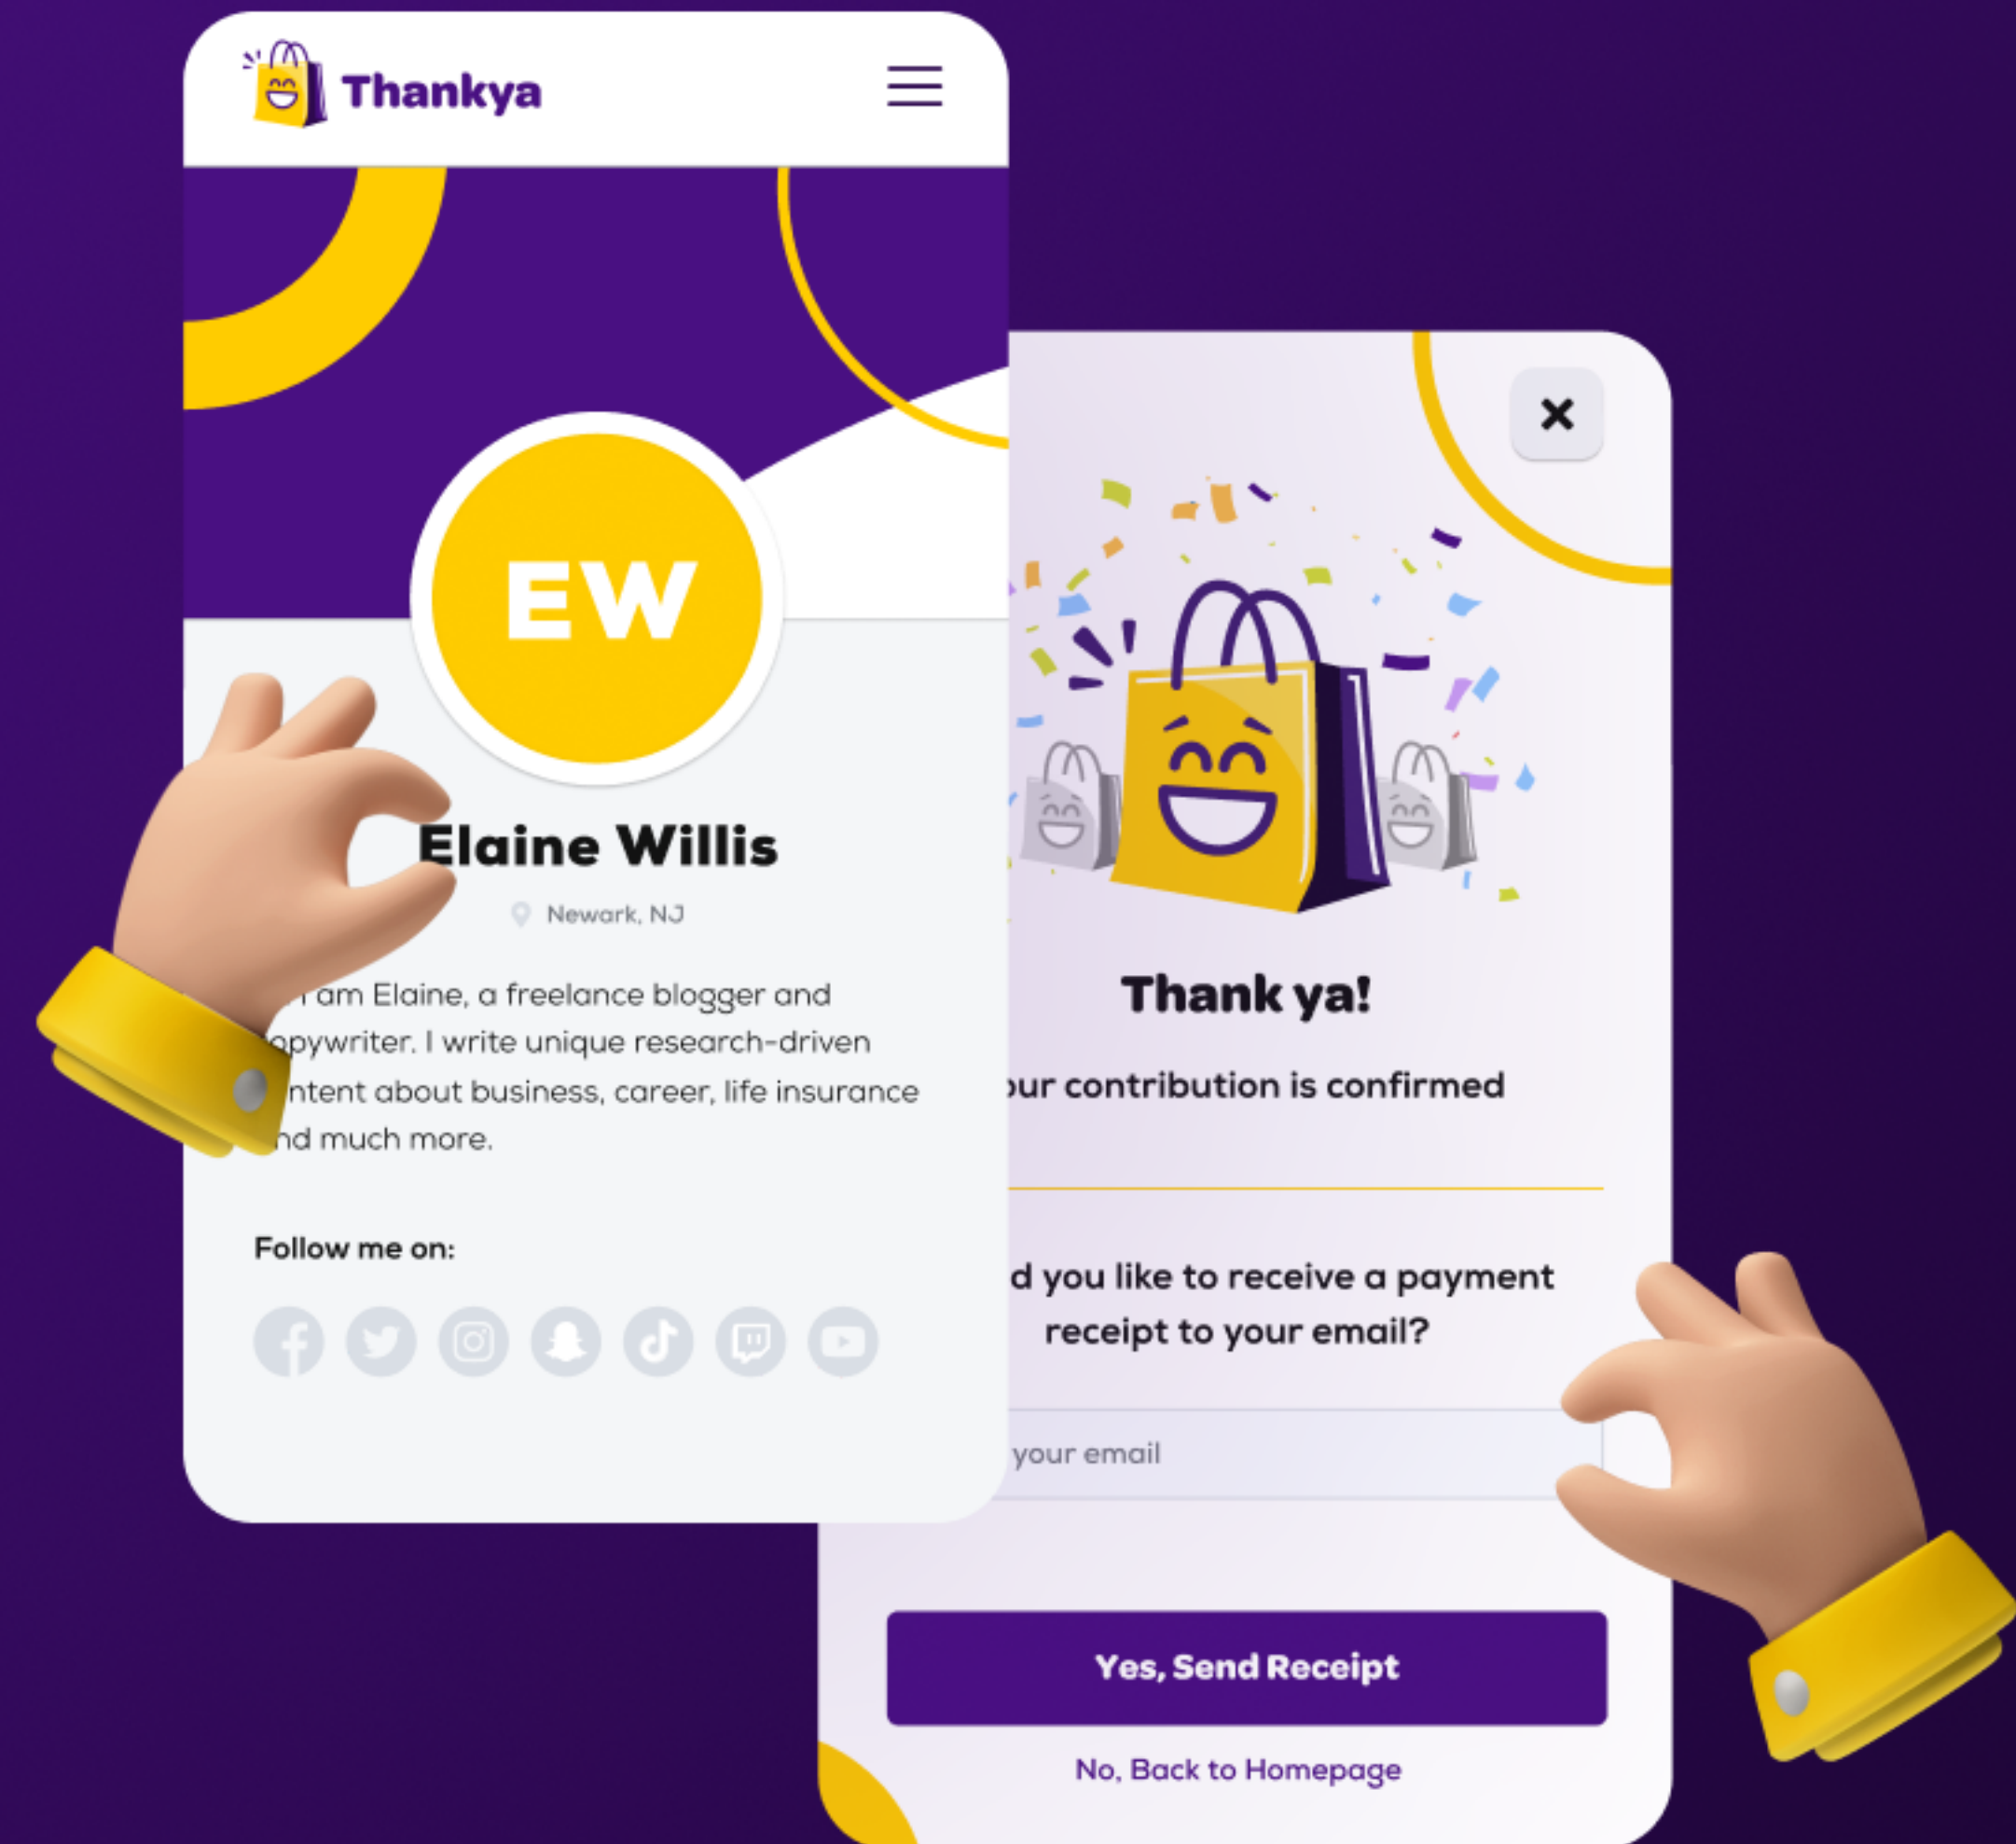 Thankya
EW
Elaine Willis
Newark, NJ
am Elaine, a freelance blogger and
opywriter. I write unique research-driven
ntent about business, career, life insurance
nd much more.
Follow me on:
Thank ya!
our contribution is confirmed
d you like to receive a payment
receipt to your email?
your email
Yes, Send Receipt
No, Back to Homepage